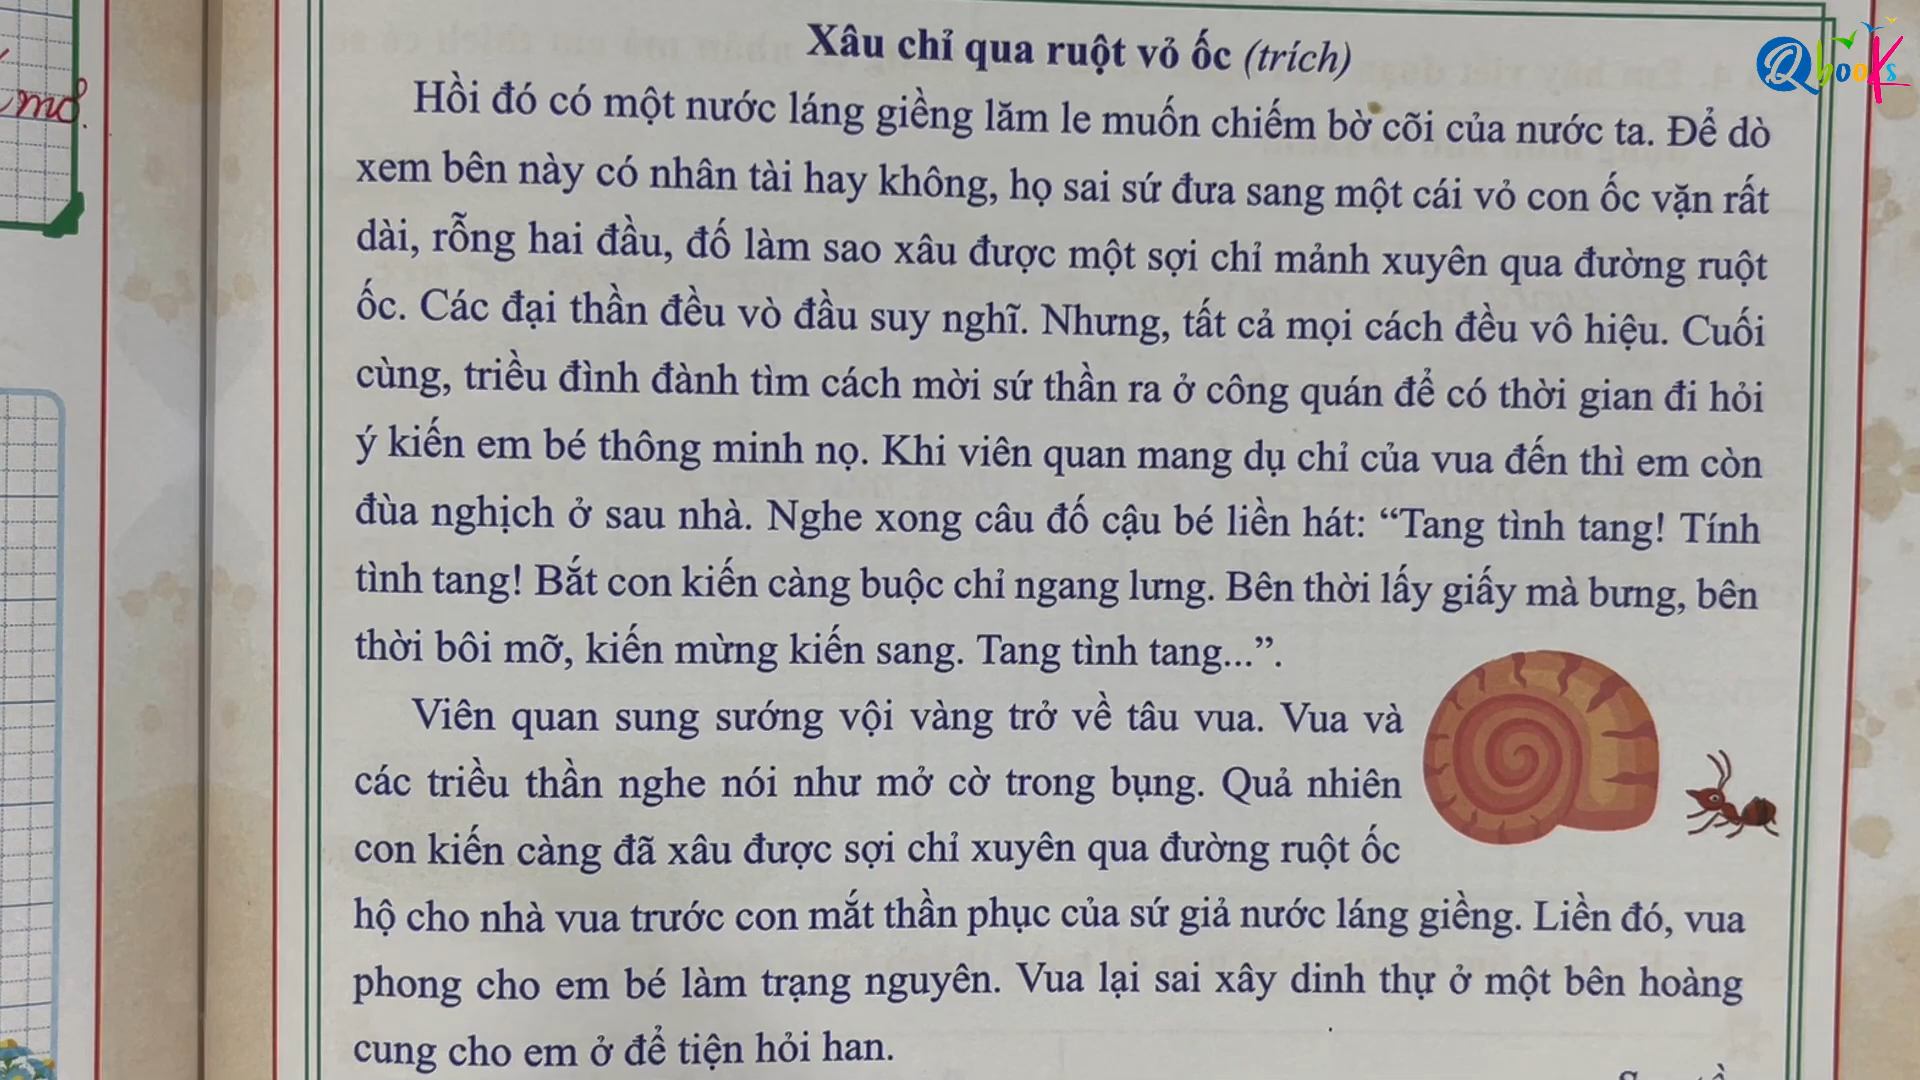 Qbooks
Xâu chỉ qua ruột vỏ ốc (trích)
mơ.
Hồi đó có một nước láng giềng lăm le muốn chiếm bờ cõi của nước ta. Để dò
xem bên này có nhân tài hay không, họ sai sứ đưa sang một cái vỏ con ốc vặn rất
dài, rỗng hai đầu, đố làm sao xâu được một sợi chỉ mảnh xuyên qua đường ruột
ốc. Các đại thần đều vò đầu suy nghĩ. Nhưng, tất cả mọi cách đều vô hiệu. Cuối
cùng, triều đình đành tìm cách mời sứ thần ra ở công quán để có thời gian đi hỏi
ý kiến em bé thông minh nọ. Khi viên quan mang dụ chỉ của vua đến thì em còn
đùa nghịch ở sau nhà. Nghe xong câu đố cậu bé liền hát: “Tang tình tang! Tính
tình tang! Bắt con kiến càng buộc chỉ ngang lưng. Bên thời lấy giấy mà bưng, bên
thời bôi mỡ, kiến mừng kiến sang. Tang tình tang...”.
Viên quan sung sướng vội vàng trở về tâu vua. Vua và
các triều thần nghe nói như mở cờ trong bụng. Quả nhiên
con kiến càng đã xâu được sợi chỉ xuyên qua đường ruột ốc
hộ cho nhà vua trước con mắt thần phục của sứ giả nước láng giềng. Liền đó, vua
phong cho em bé làm trạng nguyên. Vua lại sai xây dinh thự ở một bên hoàng
cung cho em ở để tiện hỏi han.